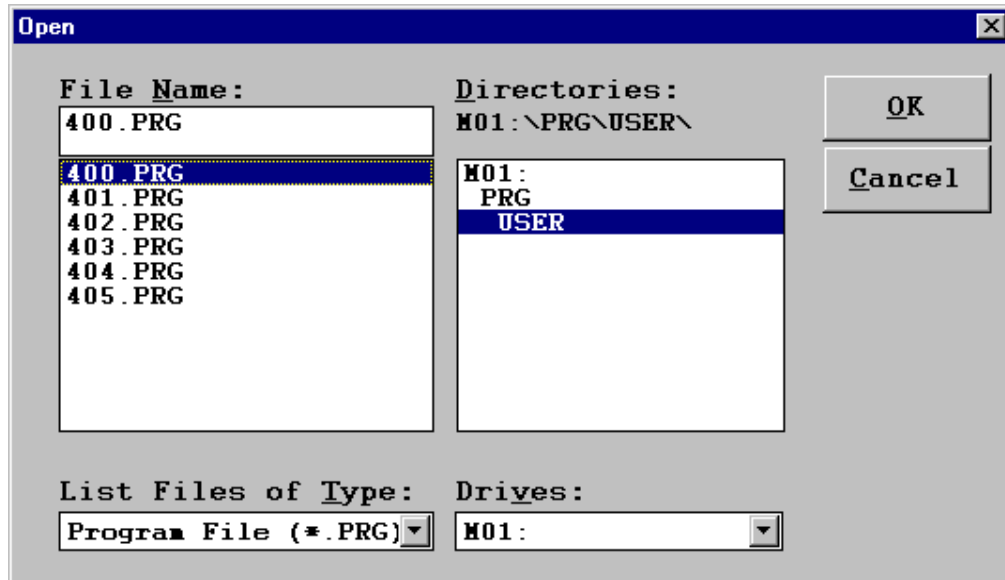 Open
File Name:
400.PRG
400.PRG
401.PRG
402.PRG
403.PRG
404.PRG
405.PRG
List Files of Type:
Program File (*.PRG)
Directories:
M01:\PRG\USER\
M01:
PRG
USER
Drives:
M01:
OK
Cancel